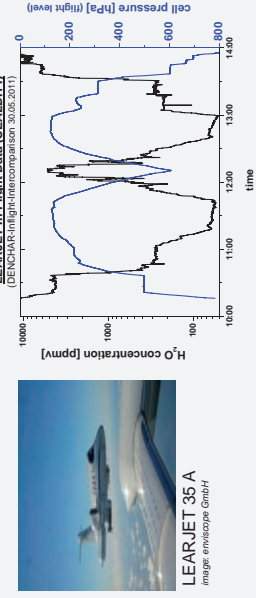 (DENCHAR-Inflight-Intercomparison 30.05.2011)
H₂O concentration [ppmv]
10000
1000
100
10:00
11:00
12:00
13:00
14:00
time
0
200
400
600
800
cell pressure [hPa] (flight level)
LEARJET 35 A
image: enviscope GmbH